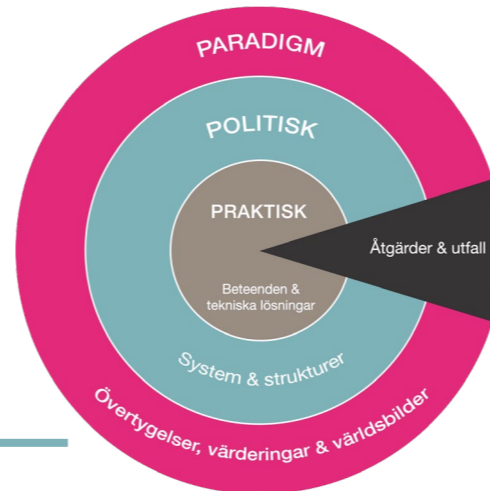 PARADIGM
POLITISK
PRAKTISK
Åtgärder & utfall
Beteenden &
tekniska lösningar
System & strukturer
Övertygelser, värderingar & världsbilder